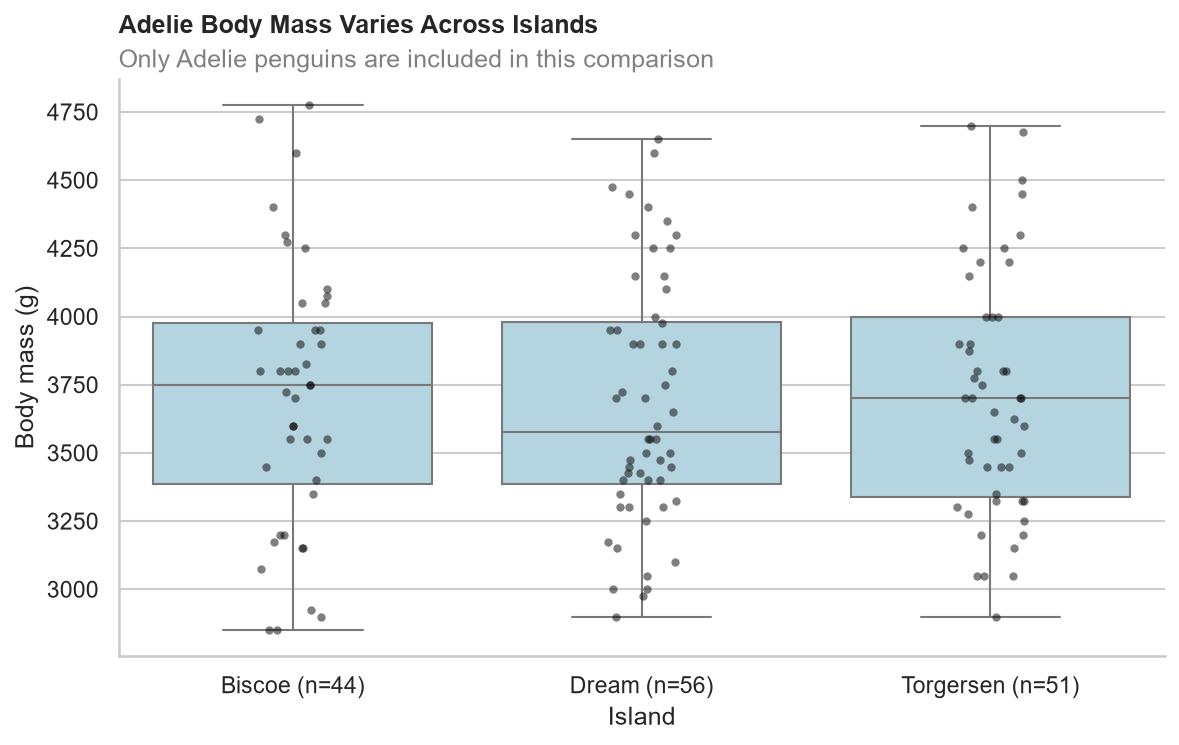 Adelie Body Mass Varies Across Islands
Only Adelie penguins are included in this comparison
Body mass (g)
4750
4500
4250
4000
3750
3500
3250
3000
Biscoe (n=44)
Dream (n=56)
Torgersen (n=51)
Island